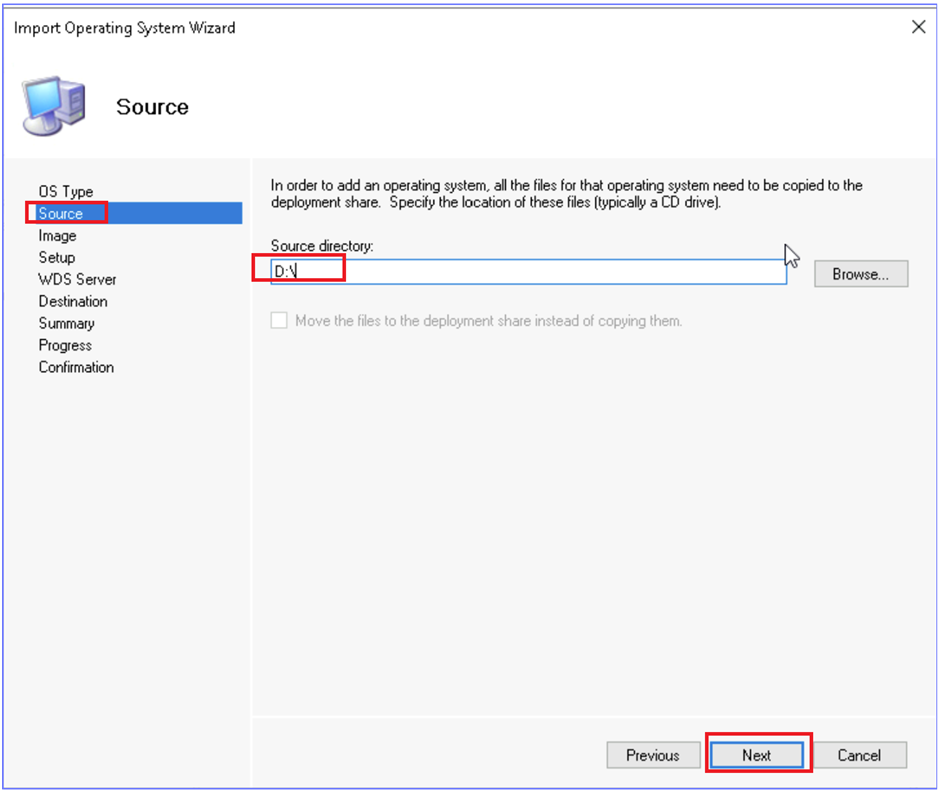 Import Operating System Wizard
Source
OS Type
Source
Image
Setup
WDS Server
Destination
Summary
Progress
Confirmation
In order to add an operating system, all the files for that operating system need to be copied to the
deployment share.  Specify the location of these files (typically a CD drive).
Source directory:
D:\
Browse...
Move the files to the deployment share instead of copying them.
Previous
Next
Cancel